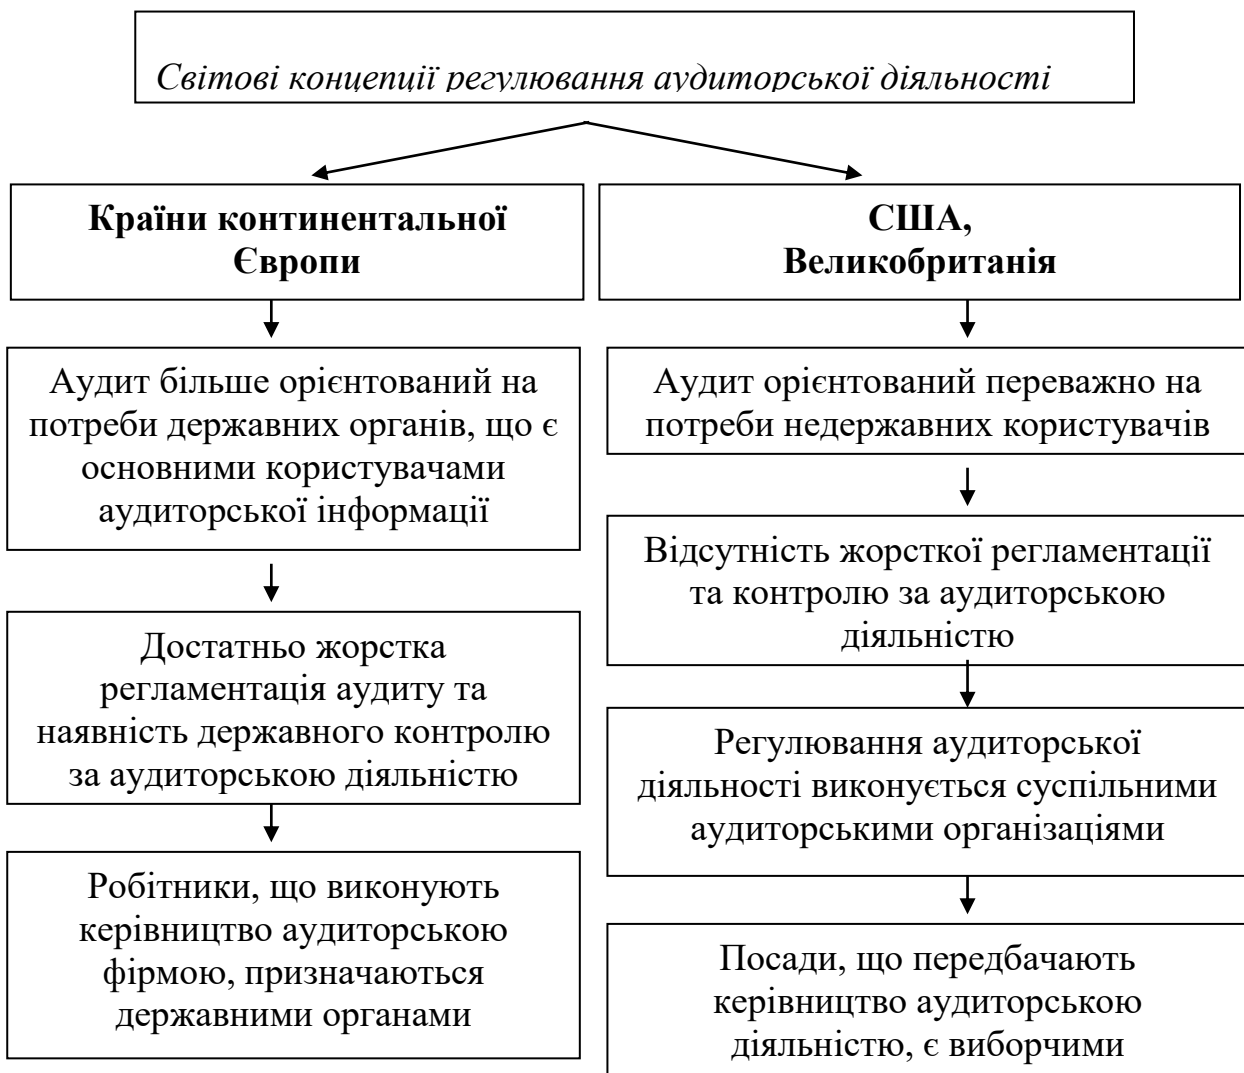 Світові концепції регулювання аудиторської діяльності
Країни континентальної
Європи
Аудит більше орієнтований на
потреби державних органів, що є
основними користувачами
аудиторської інформації
Достатньо жорстка
регламентація аудиту та
наявність державного контролю
за аудиторською діяльністю
Робітники, що виконують
керівництво аудиторською
фірмою, призначаються
державними органами
США,
Великобританія
Аудит орієнтований переважно на
потреби недержавних користувачів
Відсутність жорсткої регламентації
та контролю за аудиторською
діяльністю
Регулювання аудиторської
діяльності виконується суспільними
аудиторськими організаціями
Посади, що передбачають
керівництво аудиторською
діяльністю, є виборчими